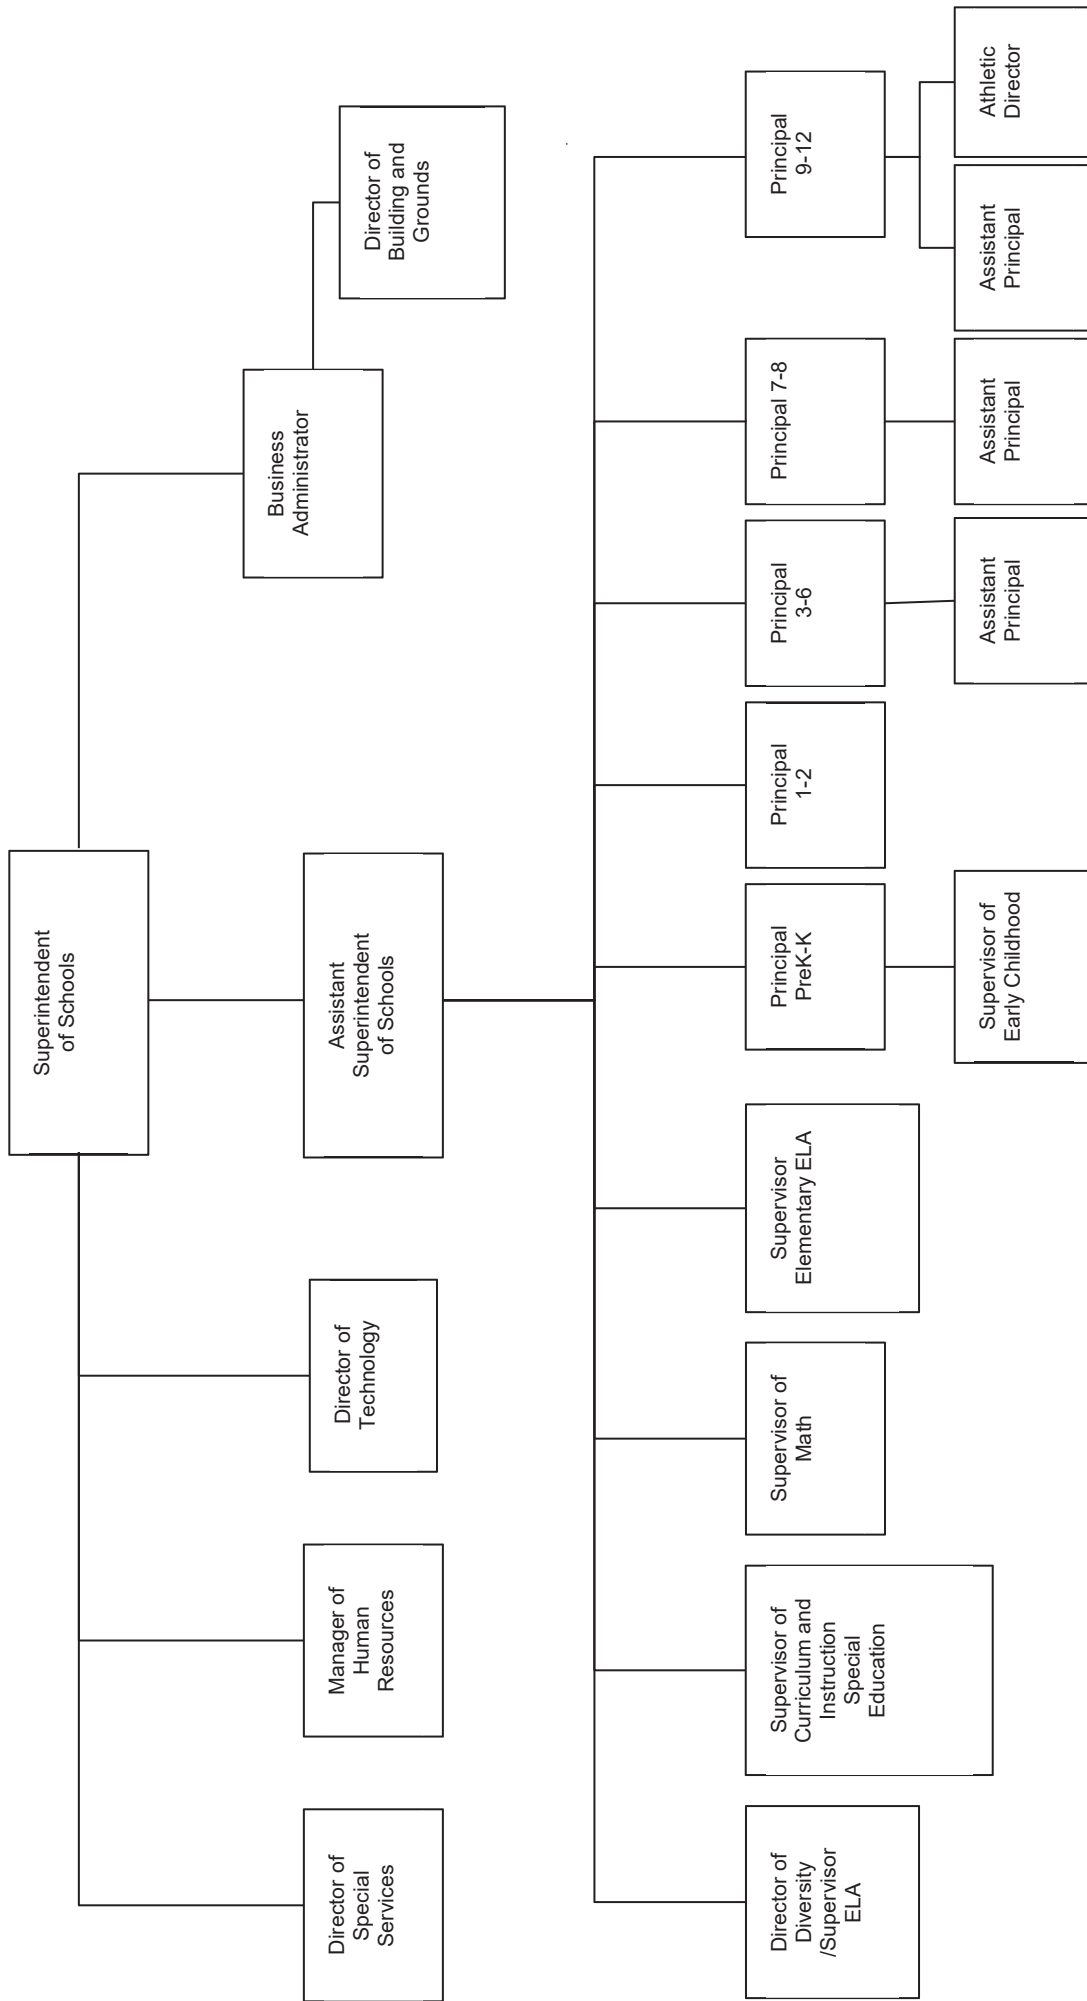 Superintendent
of Schools
Director of
Special
Services
Manager of
Human
Resources
Director of
Technology
Assistant
Superintendent
of Schools
Business
Administrator
Director of
Building and
Grounds
Director of
Diversity
/Supervisor
ELA
Supervisor of
Curriculum and
Instruction
Special
Education
Supervisor of
Math
Supervisor
Elementary ELA
Principal
PreK-K
Principal
1-2
Principal
3-6
Principal 7-8
Principal
9-12
Supervisor of
Early Childhood
Assistant
Principal
Assistant
Principal
Assistant
Principal
Athletic
Director